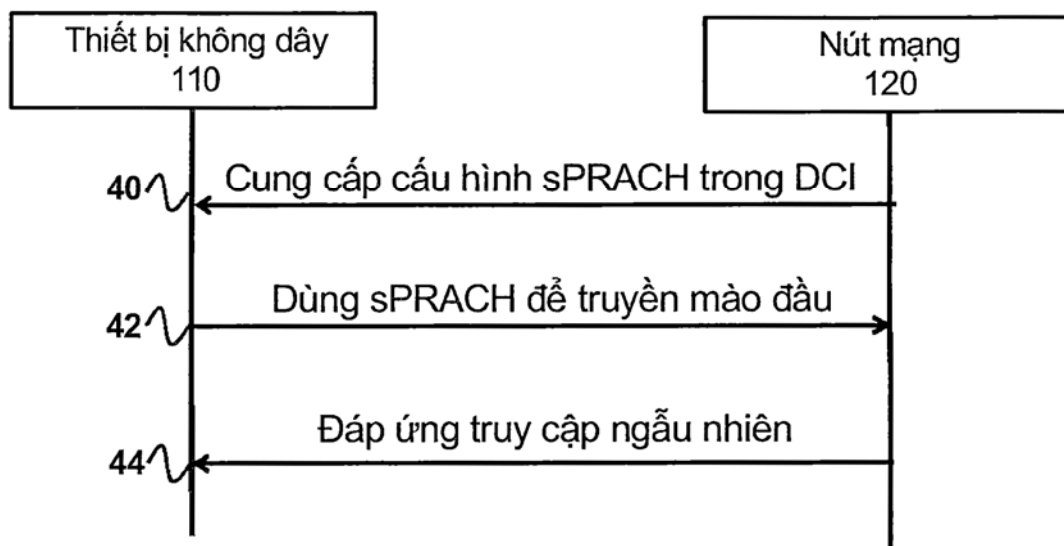 Thiết bị không dây
110
Nút mạng
120
40
Cung cấp cấu hình sPRACH trong DCI
42
Dùng sPRACH để truyền mào đầu
44
Đáp ứng truy cập ngẫu nhiên